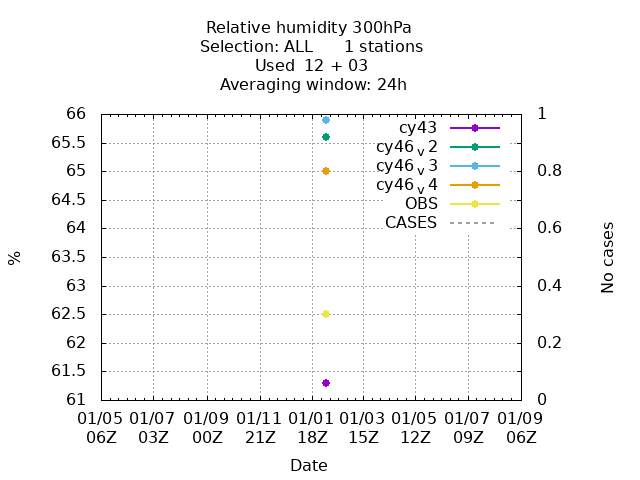 Relative humidity 300hPa
Selection: ALL 1 stations
Used 12 + 03
Averaging window: 24h
66
65.5
65
64.5
64
63.5
63
62.5
62
61.5
61
%
1
0.8
0.6
0.4
0.2
0
No cases
cy43
cy46v2
cy46v3
cy46v4
OBS
CASES
01/05 01/07 01/09 01/11 01/01 01/03 01/05 01/07 01/09
06Z 03Z 00Z 21Z 18Z 15Z 12Z 09Z 06Z
Date